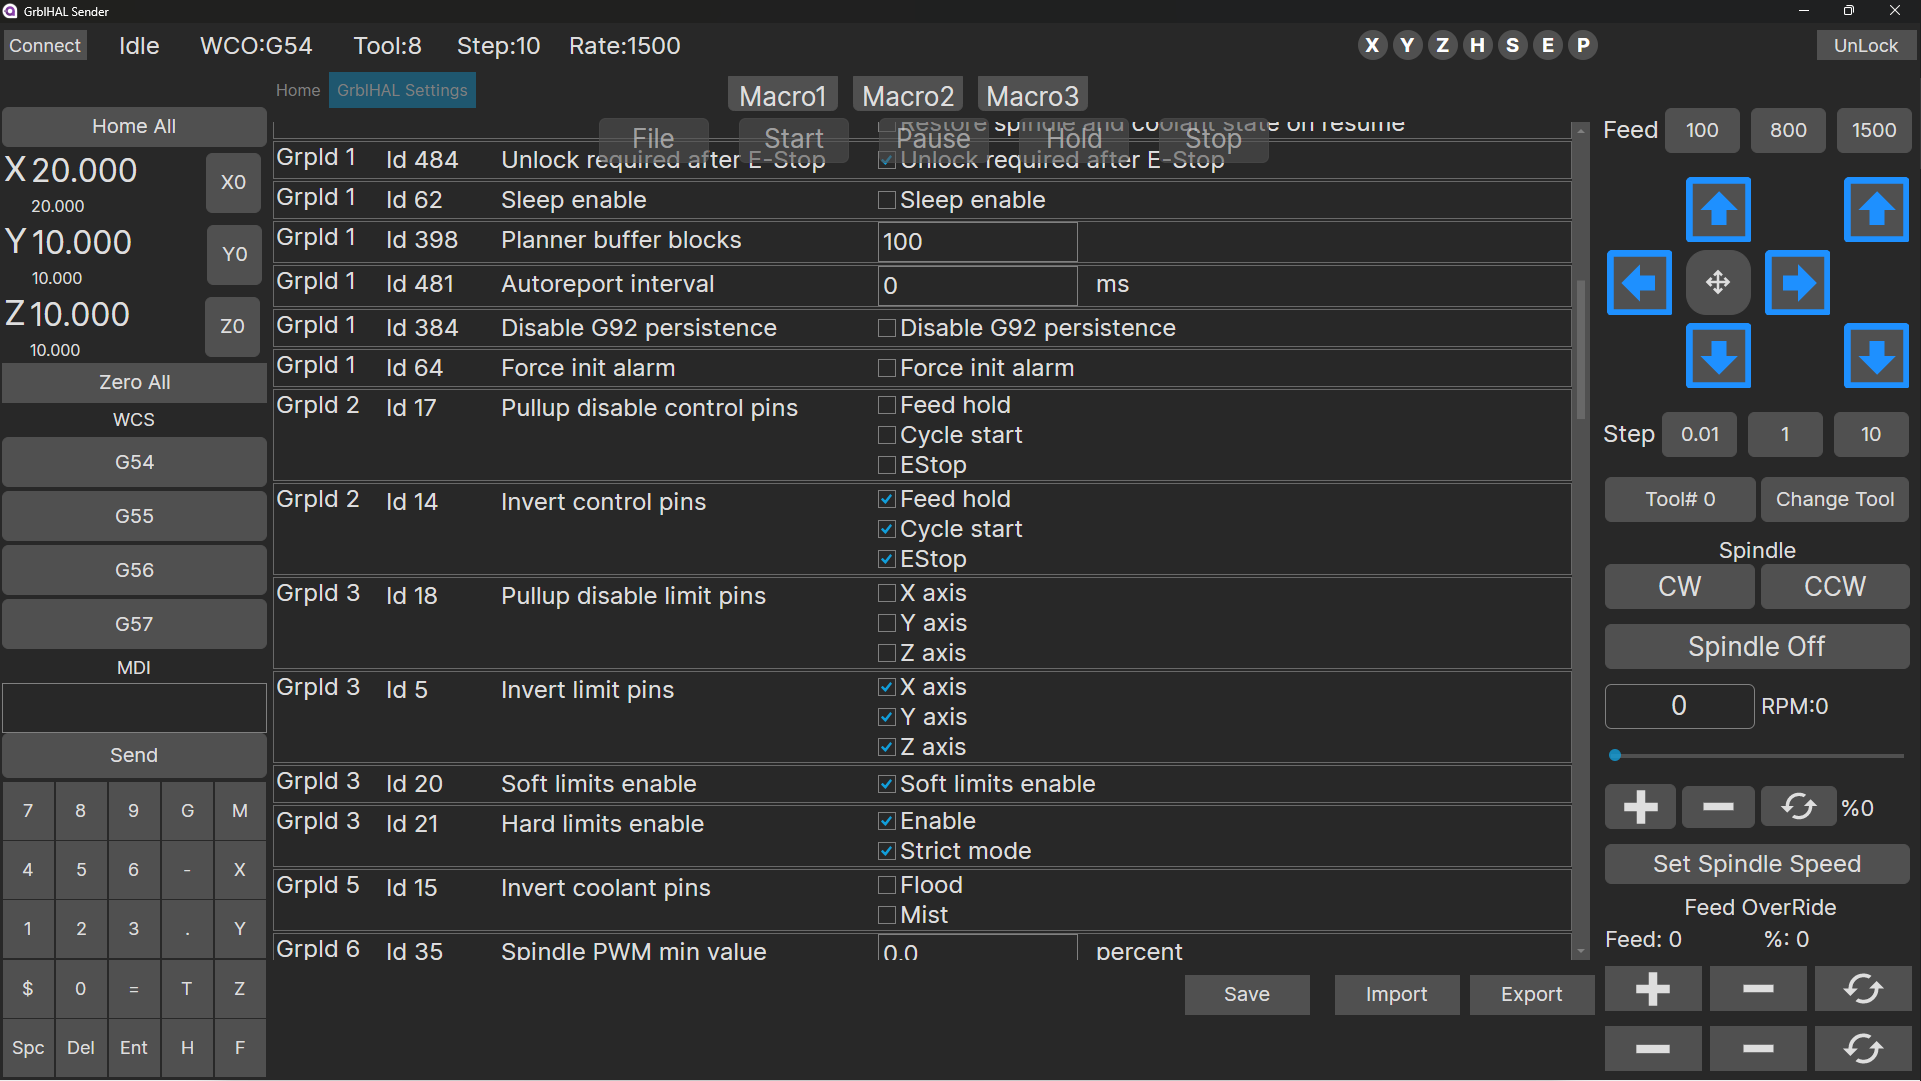 GrblHAL Sender
Connect Idle WCO:G54 Tool:8 Step:10 Rate:1500 X Y Z H S E P UnLock
Home GrblHAL Settings Macro1 Macro2 Macro3
File Start Pause Hold Stop
Home All
X 20.000 X0
20.000
Y 10.000 Y0
10.000
Z 10.000 Z0
10.000
Zero All
WCS
G54
G55
G56
G57
MDI
Send
7 8 9 G M
4 5 6 - X
1 2 3 . Y
$ 0 = T Z
Spc Del Ent H F
Restore spindle and coolant state on resume
GrpId 1 Id 484 Unlock required after E-Stop Unlock required after E-Stop
GrpId 1 Id 62 Sleep enable Sleep enable
GrpId 1 Id 398 Planner buffer blocks 100
GrpId 1 Id 481 Autoreport interval 0 ms
GrpId 1 Id 384 Disable G92 persistence Disable G92 persistence
GrpId 1 Id 64 Force init alarm Force init alarm
GrpId 2 Id 17 Pullup disable control pins Feed hold
Cycle start
EStop
GrpId 2 Id 14 Invert control pins Feed hold
Cycle start
EStop
GrpId 3 Id 18 Pullup disable limit pins X axis
Y axis
Z axis
GrpId 3 Id 5 Invert limit pins X axis
Y axis
Z axis
GrpId 3 Id 20 Soft limits enable Soft limits enable
GrpId 3 Id 21 Hard limits enable Enable
Strict mode
GrpId 5 Id 15 Invert coolant pins Flood
Mist
GrpId 6 Id 35 Spindle PWM min value 0.0 percent
Save Import Export
Feed 100 800 1500
Step 0.01 1 10
Tool# 0 Change Tool
Spindle
CW CCW
Spindle Off
0 RPM:0
%0
Set Spindle Speed
Feed OverRide
Feed: 0 %: 0